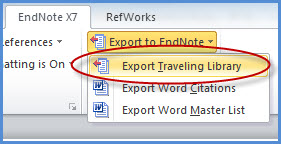 EndNote X7 RefWorks
References Export to EndNote
atting is On Export Traveling Library
Export Word Citations
Export Word Master List